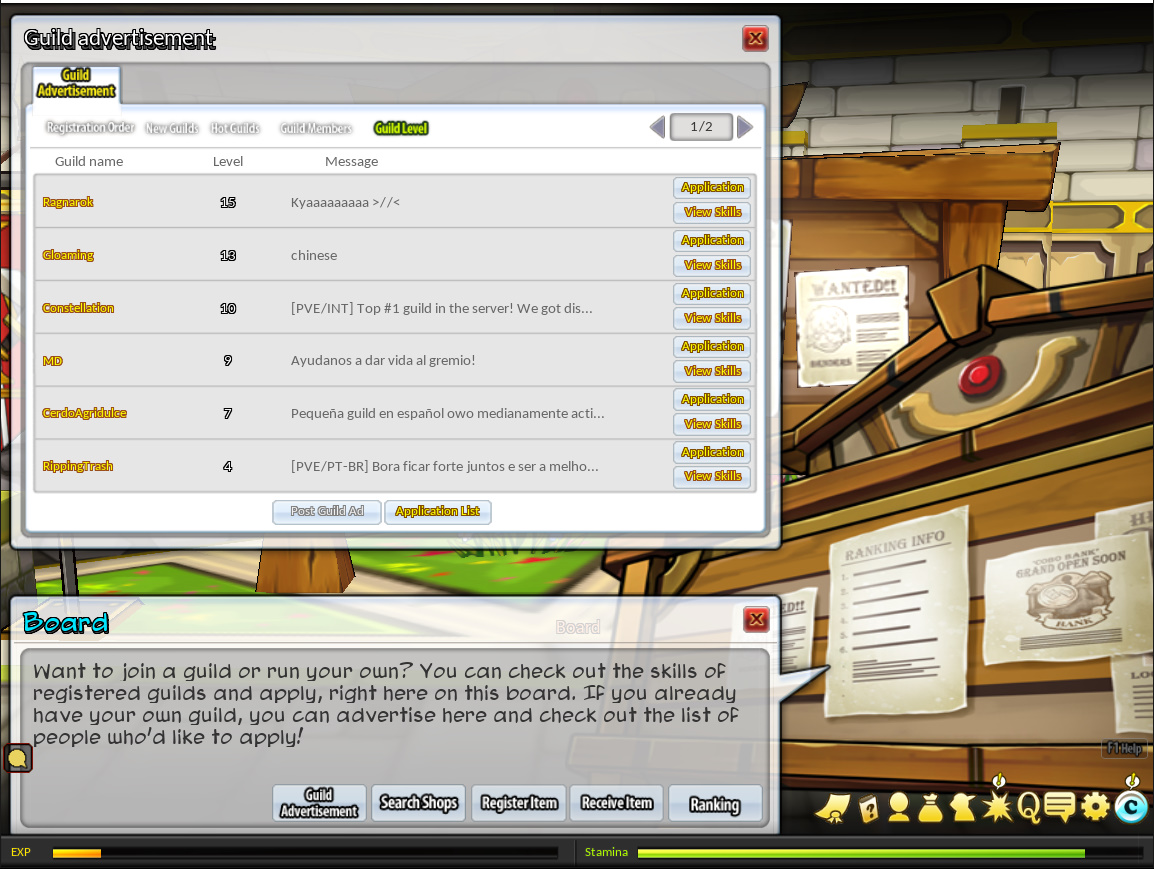 Guild advertisement
Guild
Advertisement
Registration Order New Guilds Hot Guilds Guild Members Guild Level
1/2
Guild name Level Message
Ragnarok 15 Kyaaaaaaaaa >//<
Application
View Skills
Gloaming 13 chinese
Application
View Skills
Constellation 10 [PVE/INT] Top #1 guild in the server! We got dis...
Application
View Skills
MD 9 Ayudanos a dar vida al gremio!
Application
View Skills
CerdoAgridulce 7 Pequeña guild en español owo medianamente acti...
Application
View Skills
RippingTrash 4 [PVE/PT-BR] Bora ficar forte juntos e ser a melho...
Application
View Skills
Post Guild Ad Application List
WANTED!!
RANKING INFO
1.
2.
3.
4.
5.
"COBO BANK"
GRAND OPEN SOON
BANK
Board
Board
Want to join a guild or run your own? You can check out the skills of
registered guilds and apply, right here on this board. If you already
have your own guild, you can advertise here and check out the list of
people who'd like to apply!
Guild
Advertisement
Search Shops
Register Item
Receive Item
Ranking
F1 Help
EXP
Stamina